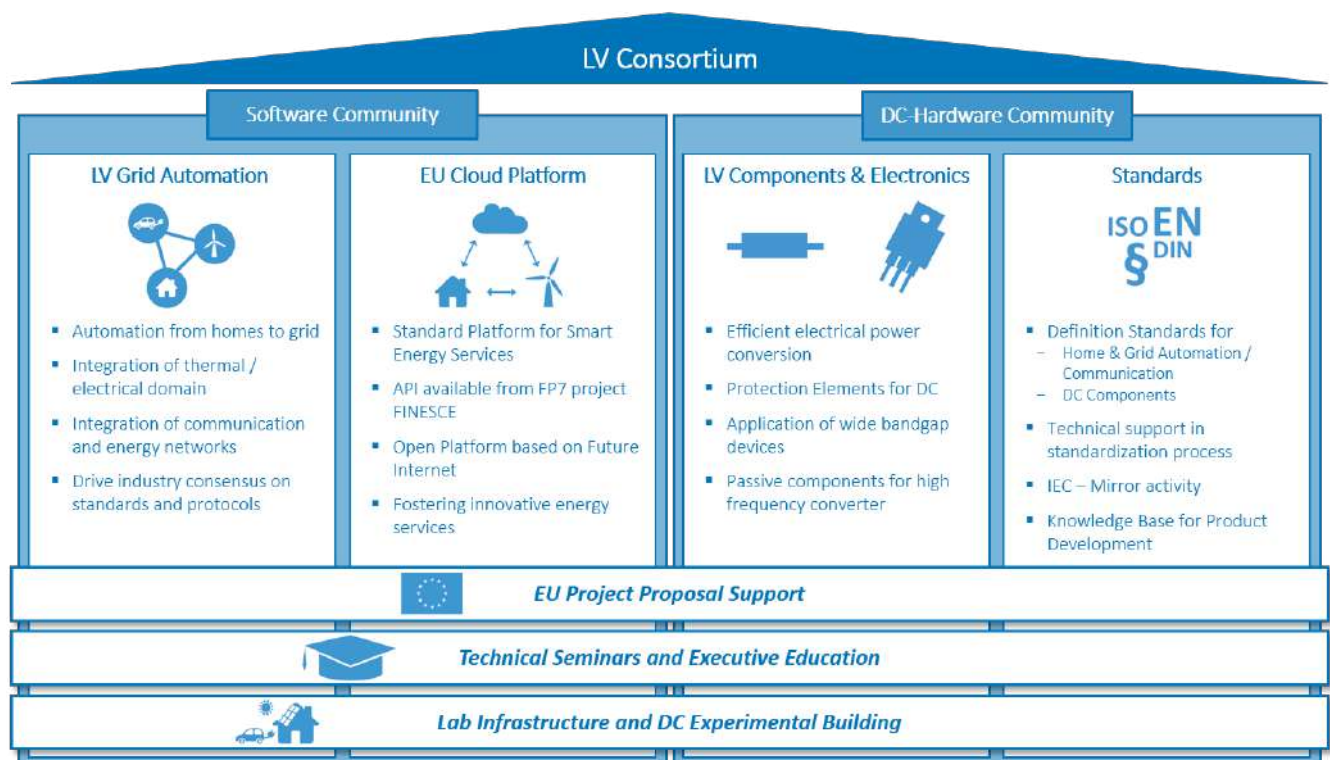 LV Consortium
Software Community
DC-Hardware Community
LV Grid Automation
Automation from homes to grid
Integration of thermal /
electrical domain
Integration of communication
and energy networks
Drive industry consensus on
standards and protocols
EU Cloud Platform
Standard Platform for Smart
Energy Services
API available from FP7 project
FINESCE
Open Platform based on Future
Internet
Fostering innovative energy
services
LV Components & Electronics
Efficient electrical power
conversion
Protection Elements for DC
Application of wide bandgap
devices
Passive components for high
frequency converter
Standards
ISO EN
§ DIN
Definition Standards for
– Home & Grid Automation /
Communication
– DC Components
Technical support in
standardization process
IEC – Mirror activity
Knowledge Base for Product
Development
EU Project Proposal Support
Technical Seminars and Executive Education
Lab Infrastructure and DC Experimental Building